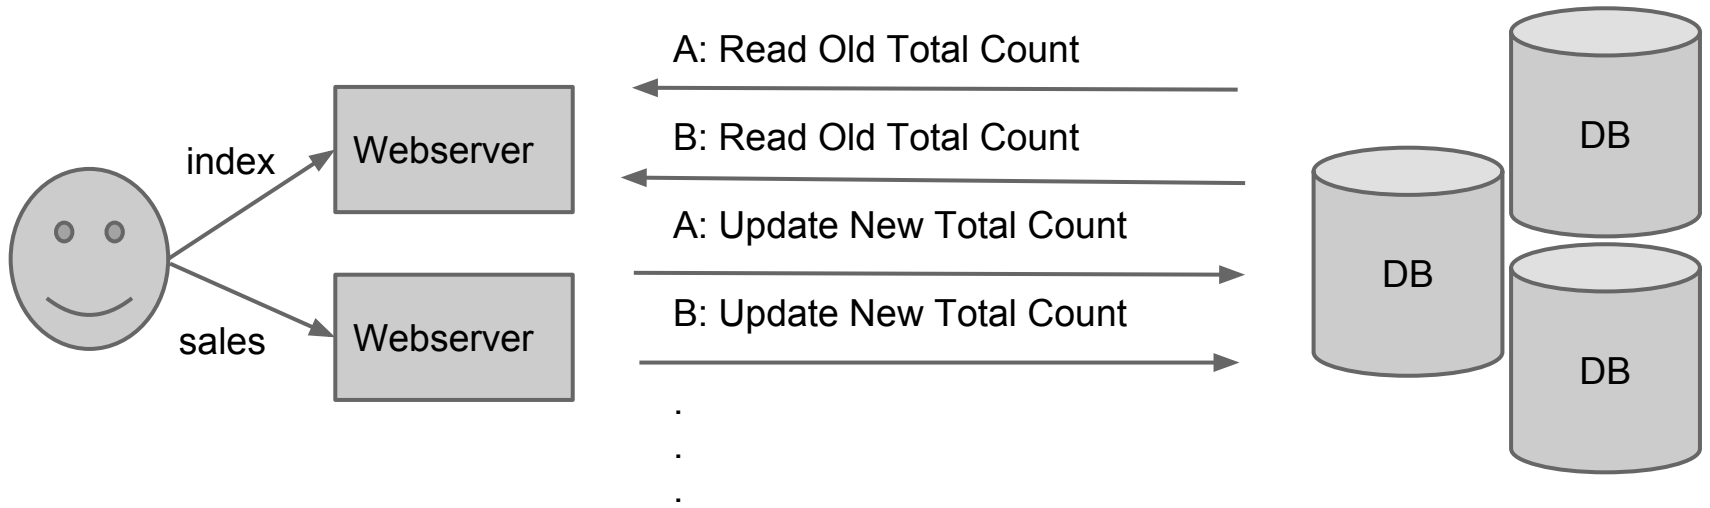 A: Read Old Total Count
B: Read Old Total Count
A: Update New Total Count
B: Update New Total Count
.
.
.
index
sales
Webserver
Webserver
DB
DB
DB